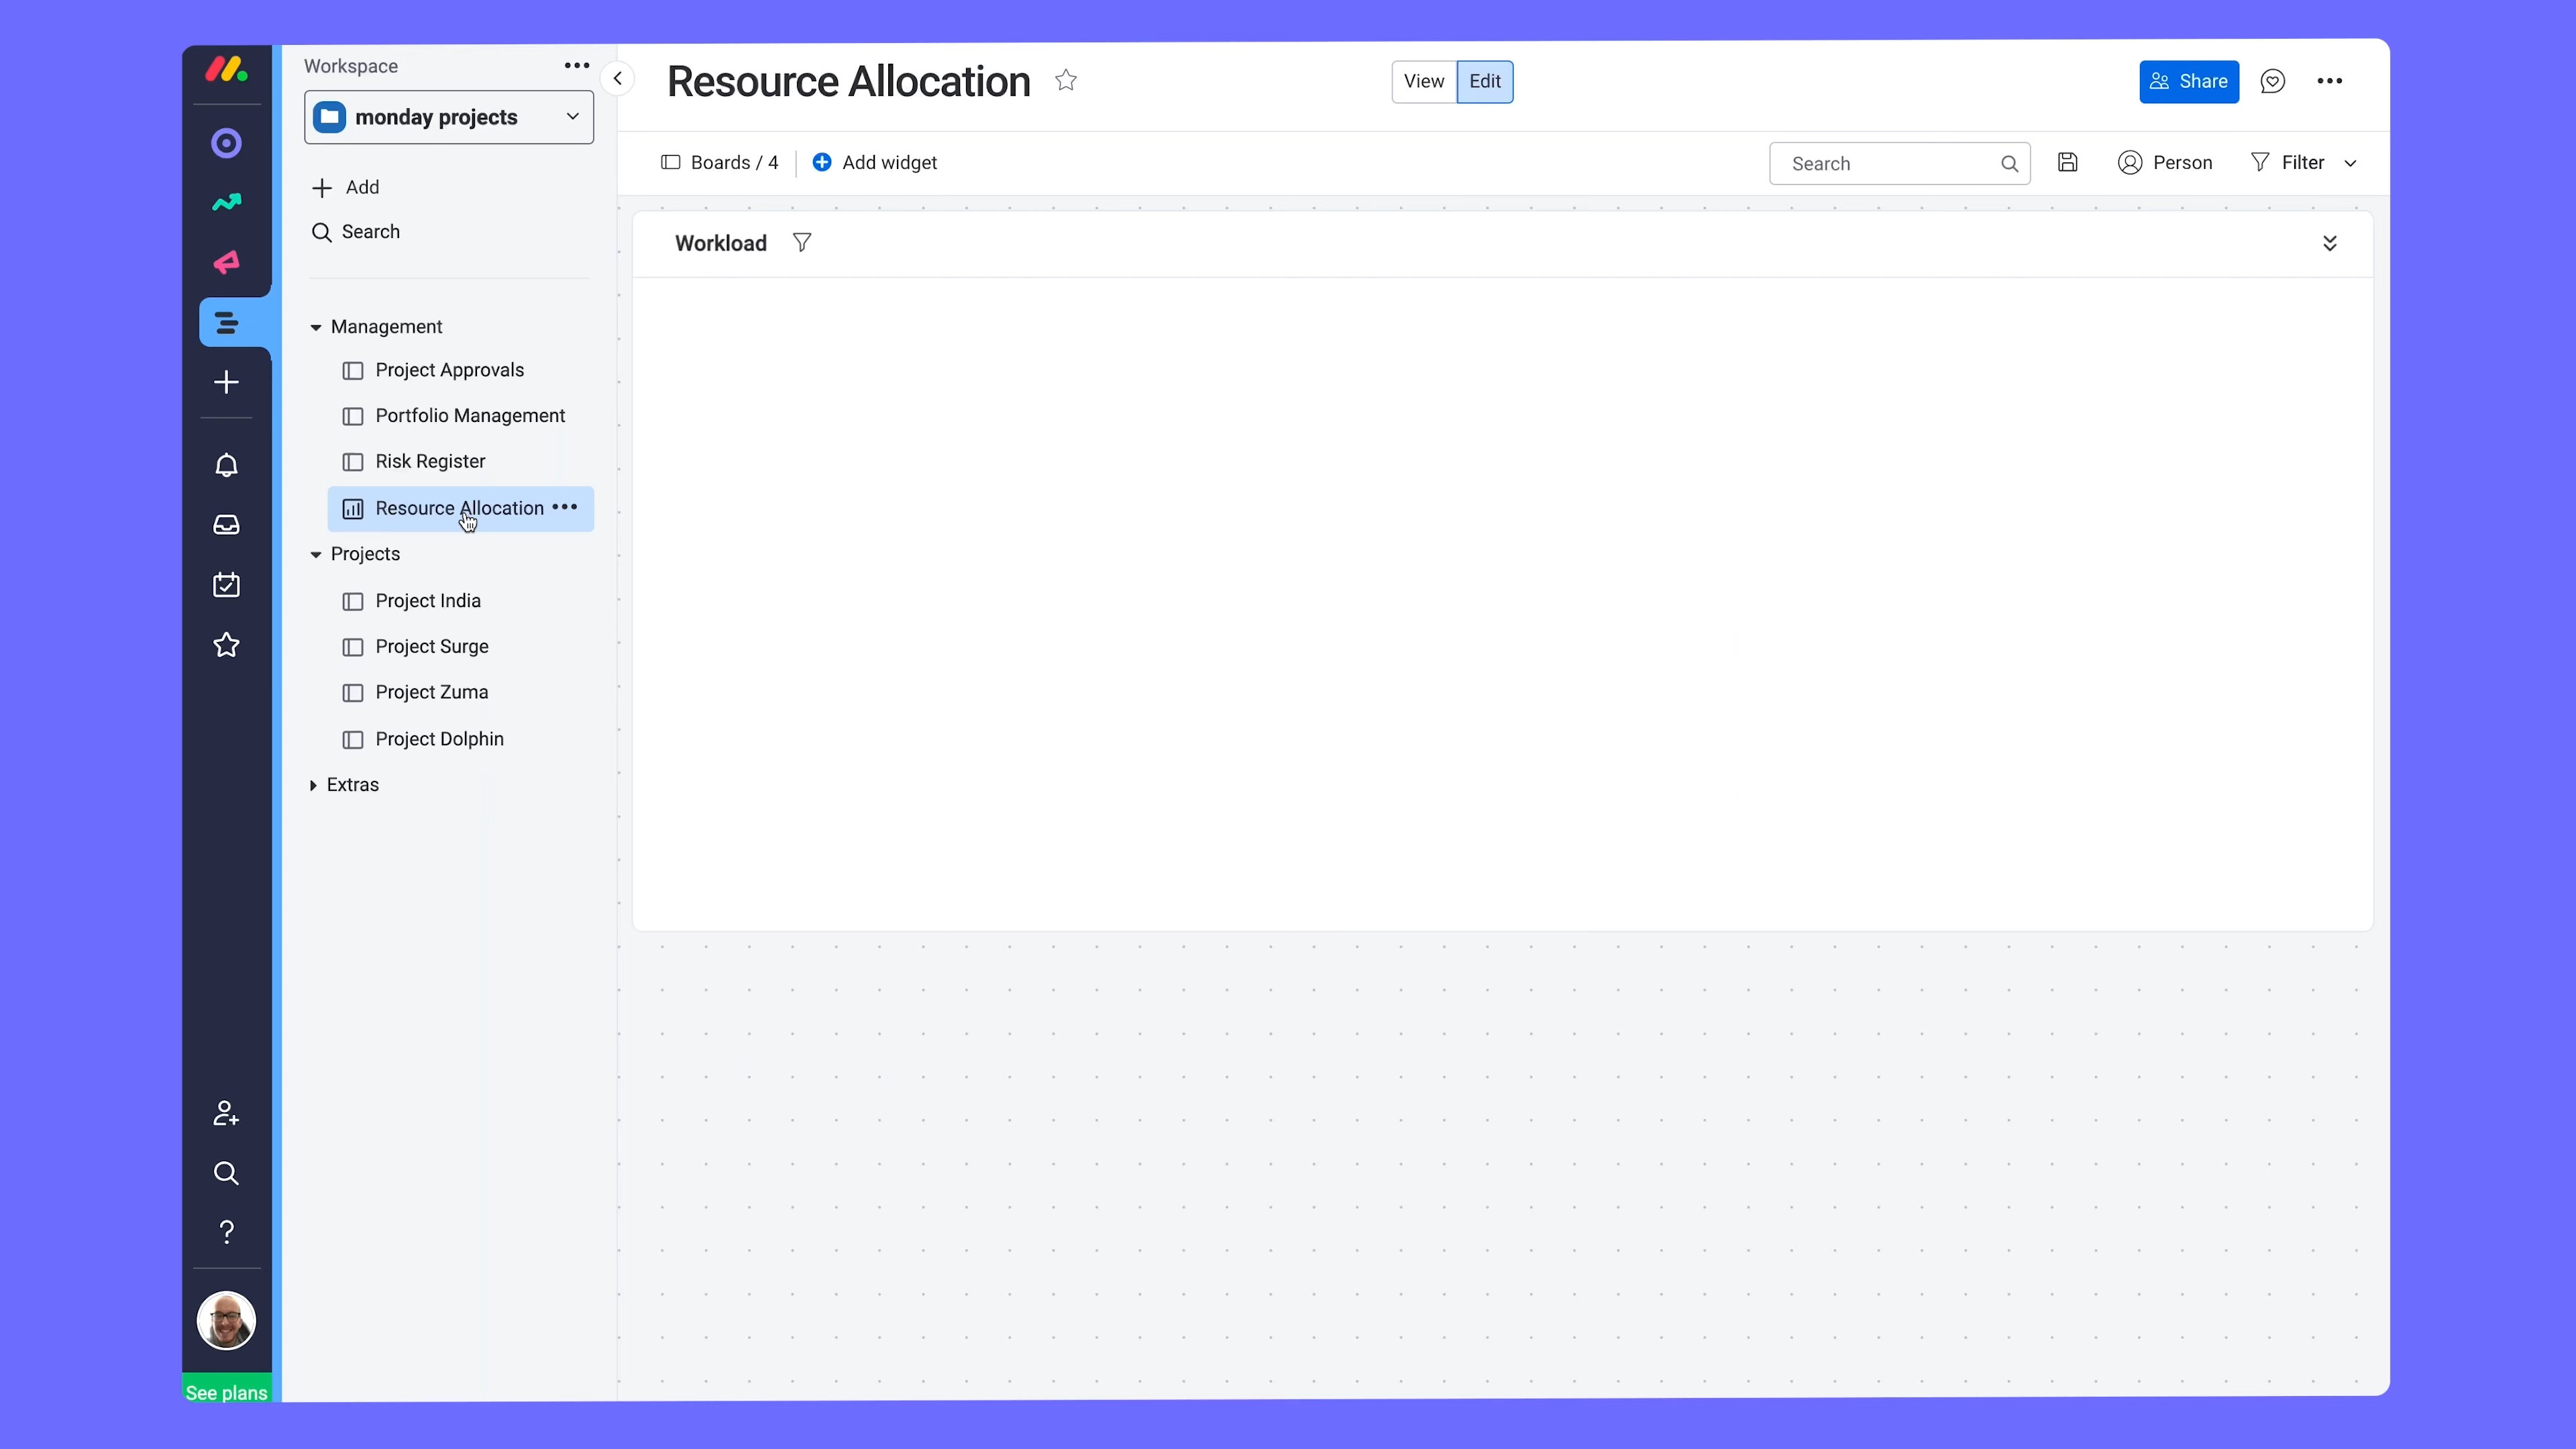 Workspace
monday projects
Add
Search
Management
Project Approvals
Portfolio Management
Risk Register
Resource Allocation
Projects
Project India
Project Surge
Project Zuma
Project Dolphin
Extras
See plans
Resource Allocation
View Edit
Share
Boards / 4
Add widget
Search
Person
Filter
Workload